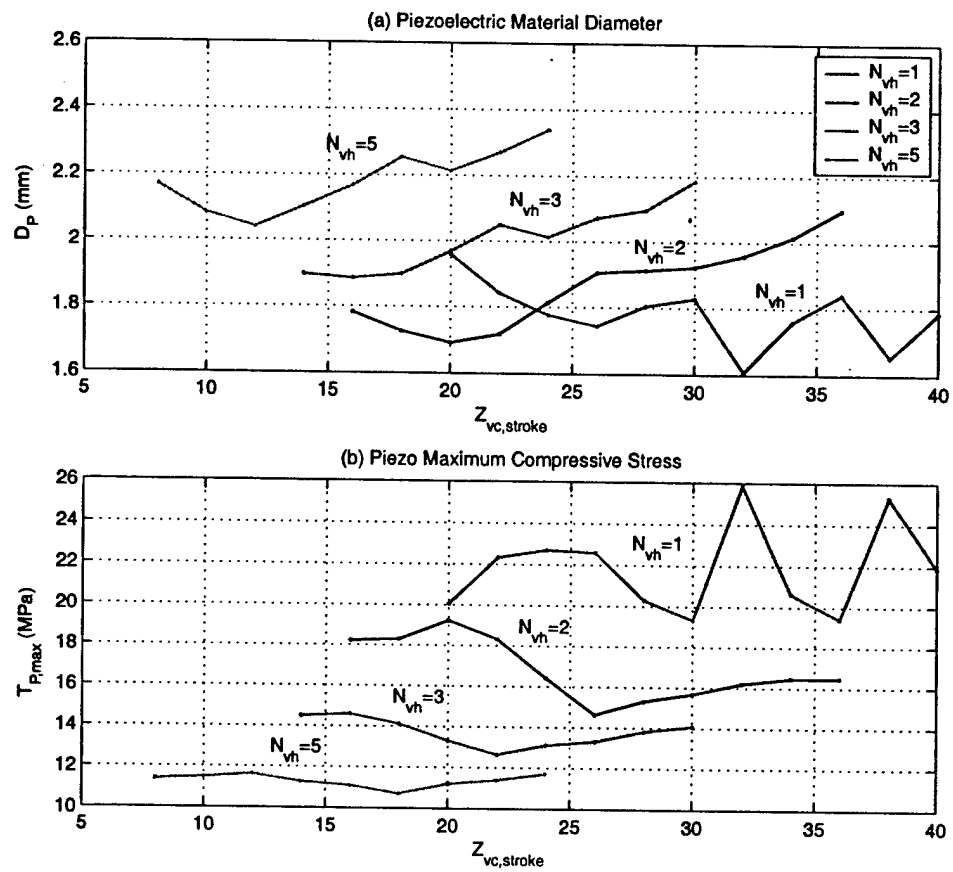 (a) Piezoelectric Material Diameter
2.6
2.4
2.2
2
1.8
1.6
D_P (mm)
N_vh=1
N_vh=2
N_vh=3
N_vh=5
N_vh=5
N_vh=3
N_vh=2
N_vh=1
5 10 15 20 25 30 35 40
Z_vc,stroke
(b) Piezo Maximum Compressive Stress
26
24
22
20
18
16
14
12
10
T_P,max (MPa)
N_vh=1
N_vh=2
N_vh=3
N_vh=5
5 10 15 20 25 30 35 40
Z_vc,stroke